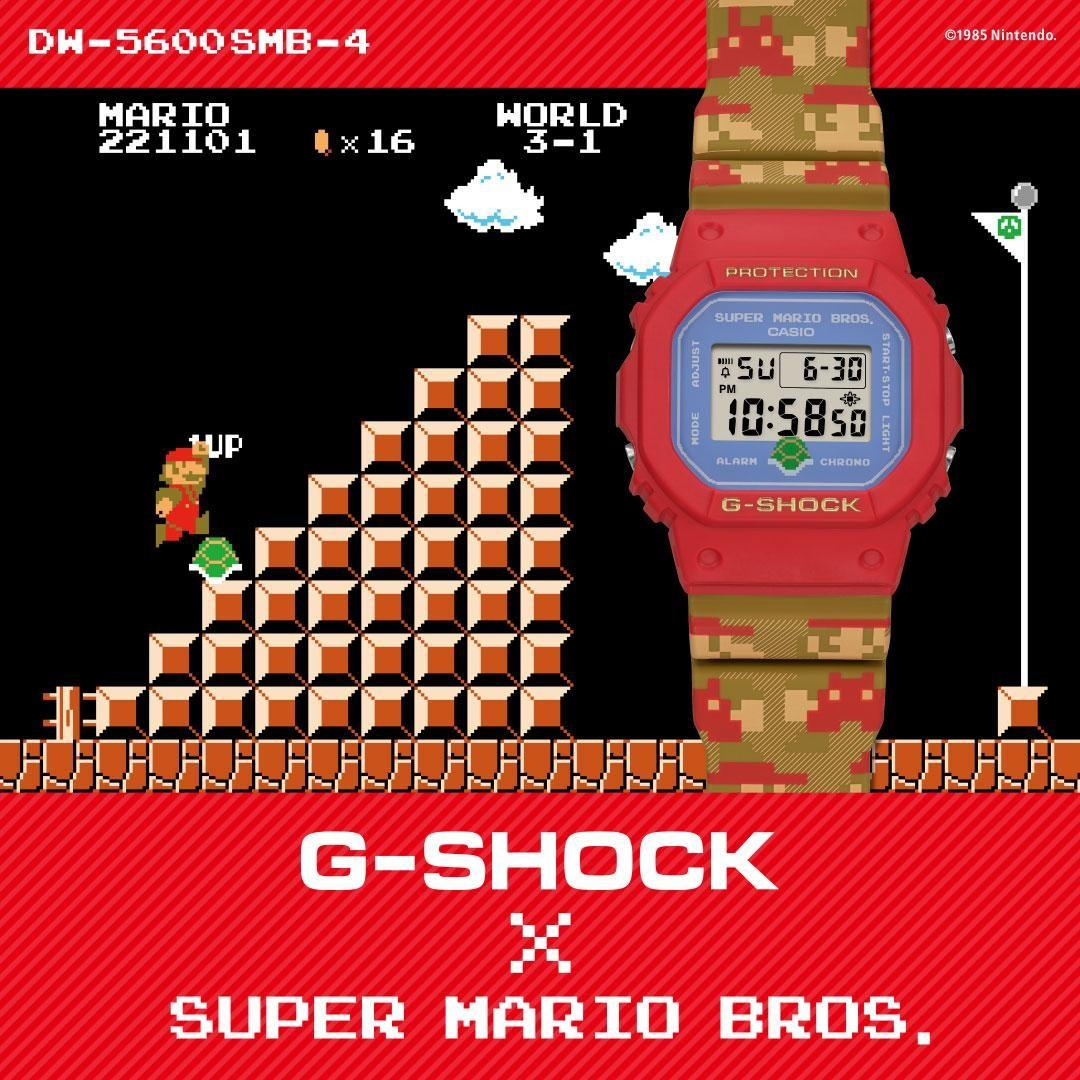 DW-5600SMB-4
©1985 Nintendo.
MARIO
221101
×16
WORLD
3-1
1UP
PROTECTION
SUPER MARIO BROS.
CASIO
ADJUST
MODE
START·STOP
LIGHT
SU 6-30
PM
10:58 50
ALARM
CHRONO
G-SHOCK
G-SHOCK
×
SUPER MARIO BROS.